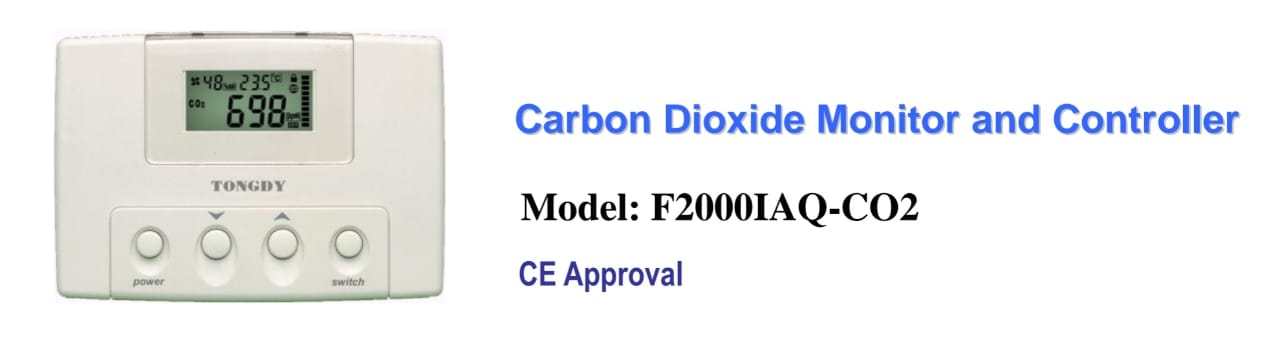 48 %RH 23.5 °C
CO2
698 ppm
TONGDY
power
switch
Carbon Dioxide Monitor and Controller
Model: F2000IAQ-CO2
CE Approval